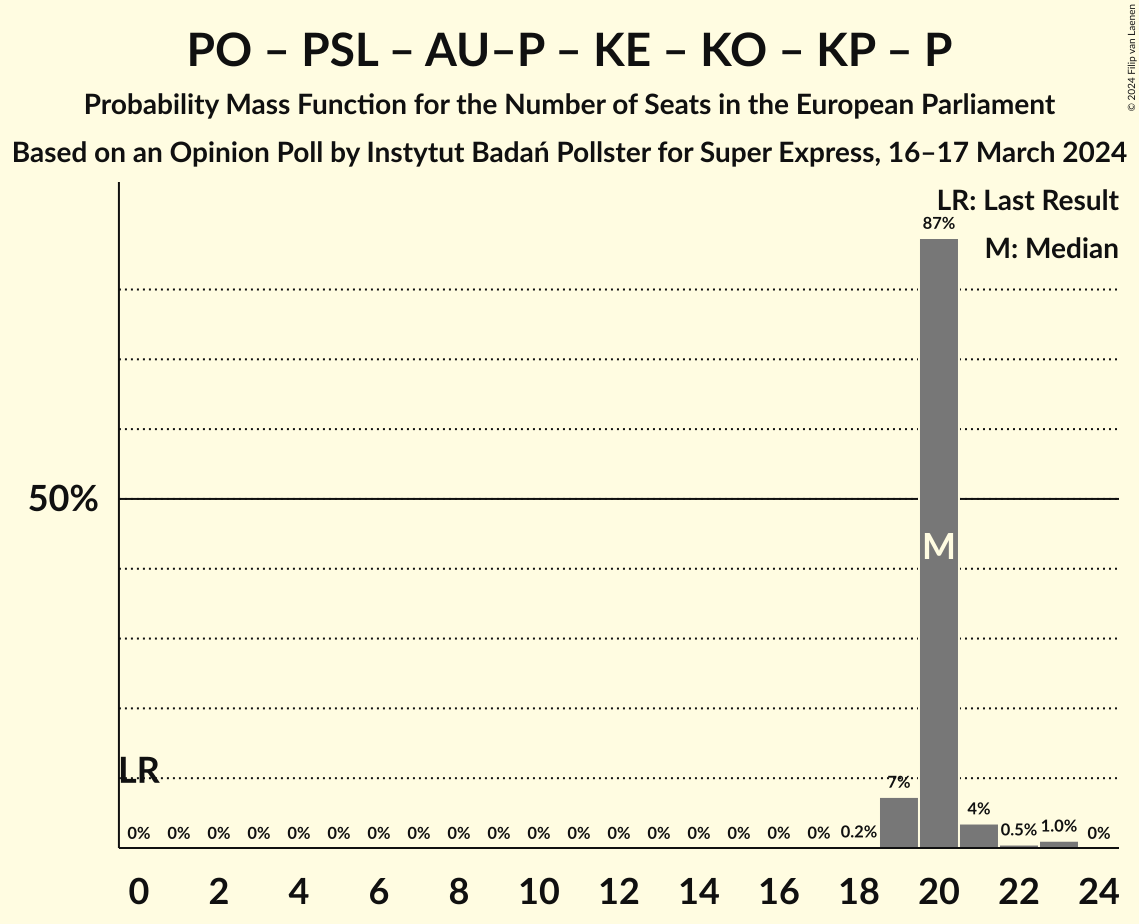 PO – PSL – AU–P – KE – KO – KP – P
Probability Mass Function for the Number of Seats in the European Parliament
Based on an Opinion Poll by Instytut Badań Pollster for Super Express, 16–17 March 2024
© 2024 Filip van Laenen
LR: Last Result
M: Median
87%
50%
M
LR
0% 0% 0% 0% 0% 0% 0% 0% 0% 0% 0% 0% 0% 0% 0% 0% 0% 0% 0.2% 7% 4% 0.5% 1.0% 0%
0 2 4 6 8 10 12 14 16 18 20 22 24